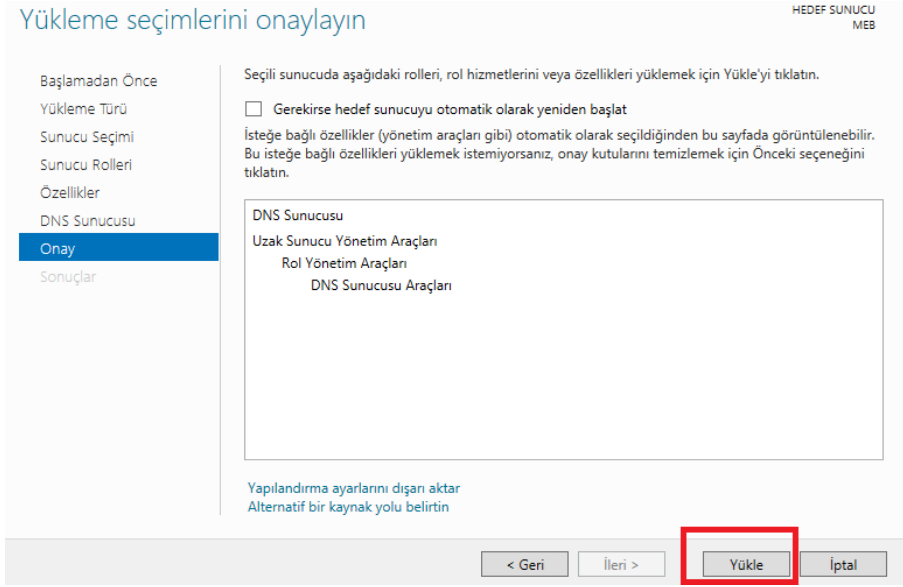 Yükleme seçimlerini onaylayın
HEDEF SUNUCU
MEB
Başlamadan Önce
Yükleme Türü
Sunucu Seçimi
Sunucu Rolleri
Özellikler
DNS Sunucusu
Onay
Sonuçlar
Seçili sunucuda aşağıdaki rolleri, rol hizmetlerini veya özellikleri yüklemek için Yükle'yi tıklatın.
Gerekirse hedef sunucuyu otomatik olarak yeniden başlat
İsteğe bağlı özellikler (yönetim araçları gibi) otomatik olarak seçildiğinden bu sayfada görüntülenebilir.
Bu isteğe bağlı özellikleri yüklemek istemiyorsanız, onay kutularını temizlemek için Önceki seçeneğini
tıklatın.
DNS Sunucusu
Uzak Sunucu Yönetim Araçları
Rol Yönetim Araçları
DNS Sunucusu Araçları
Yapılandırma ayarlarını dışarı aktar
Alternatif bir kaynak yolu belirtin
< Geri
İleri >
Yükle
İptal